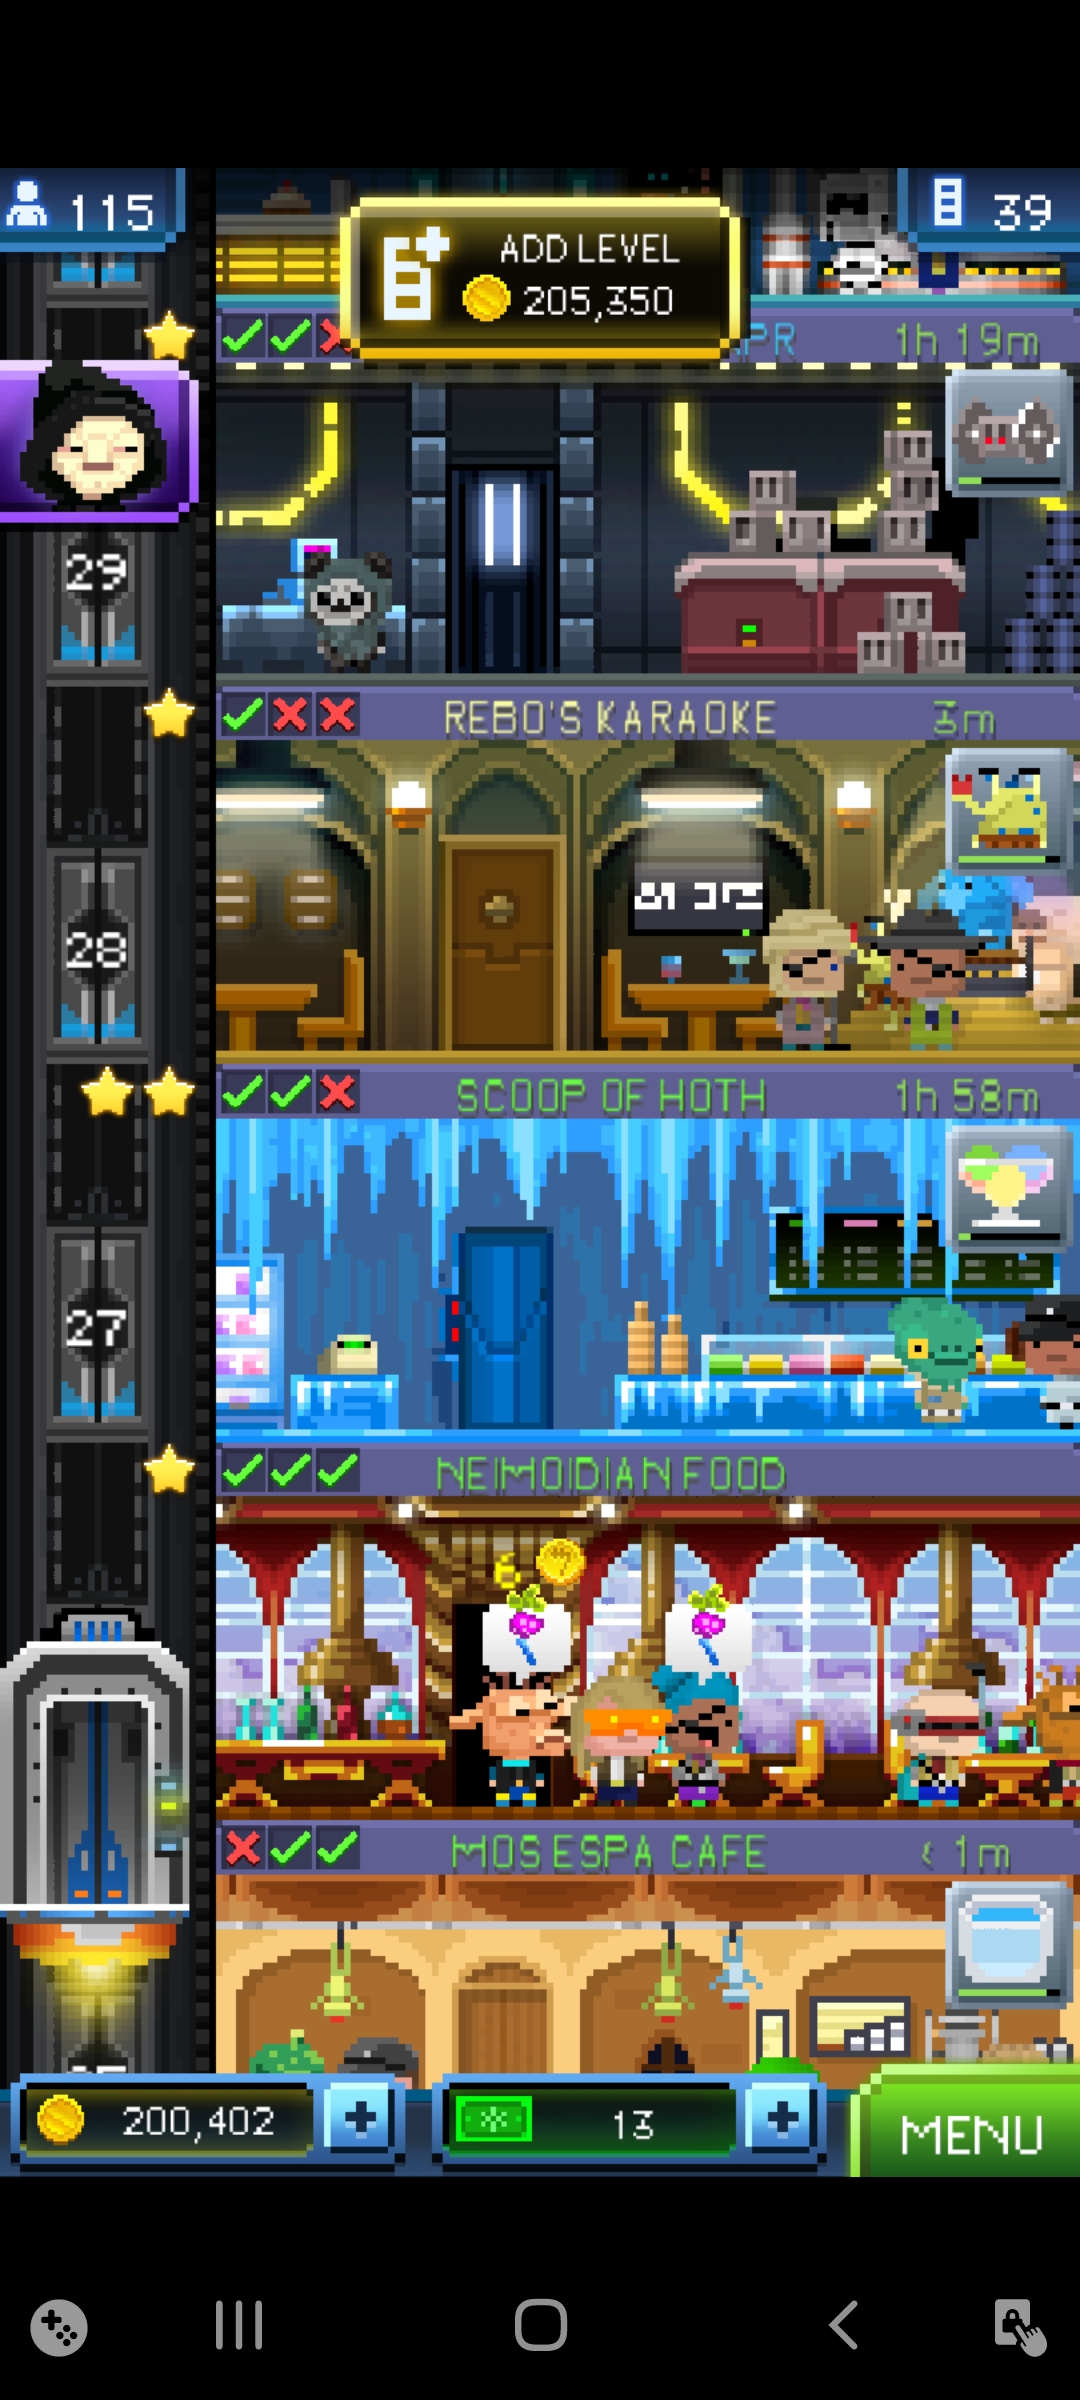 115
39
ADD LEVEL
205,350
1h 19m
29
REBO'S KARAOKE 3m
28
SCOOP OF HOTH 1h 58m
27
NEIMOIDIAN FOOD
6
MOS ESPA CAFE < 1m
200,402
13
MENU